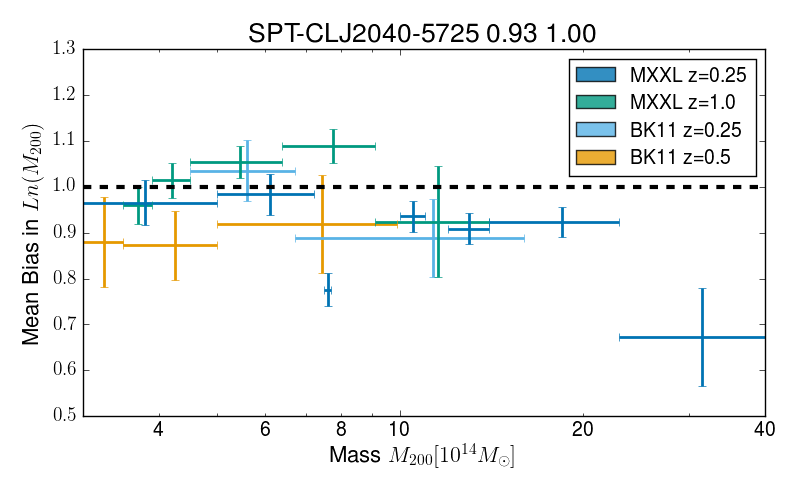 SPT-CLJ2040-5725 0.93 1.00
1.3
1.2
1.1
1.0
0.9
0.8
0.7
0.6
0.5
Mean Bias in Ln(M₂₀₀)
MXXL z=0.25
MXXL z=1.0
BK11 z=0.25
BK11 z=0.5
4 6 8 10 20 40
Mass M₂₀₀[10¹⁴M☉]